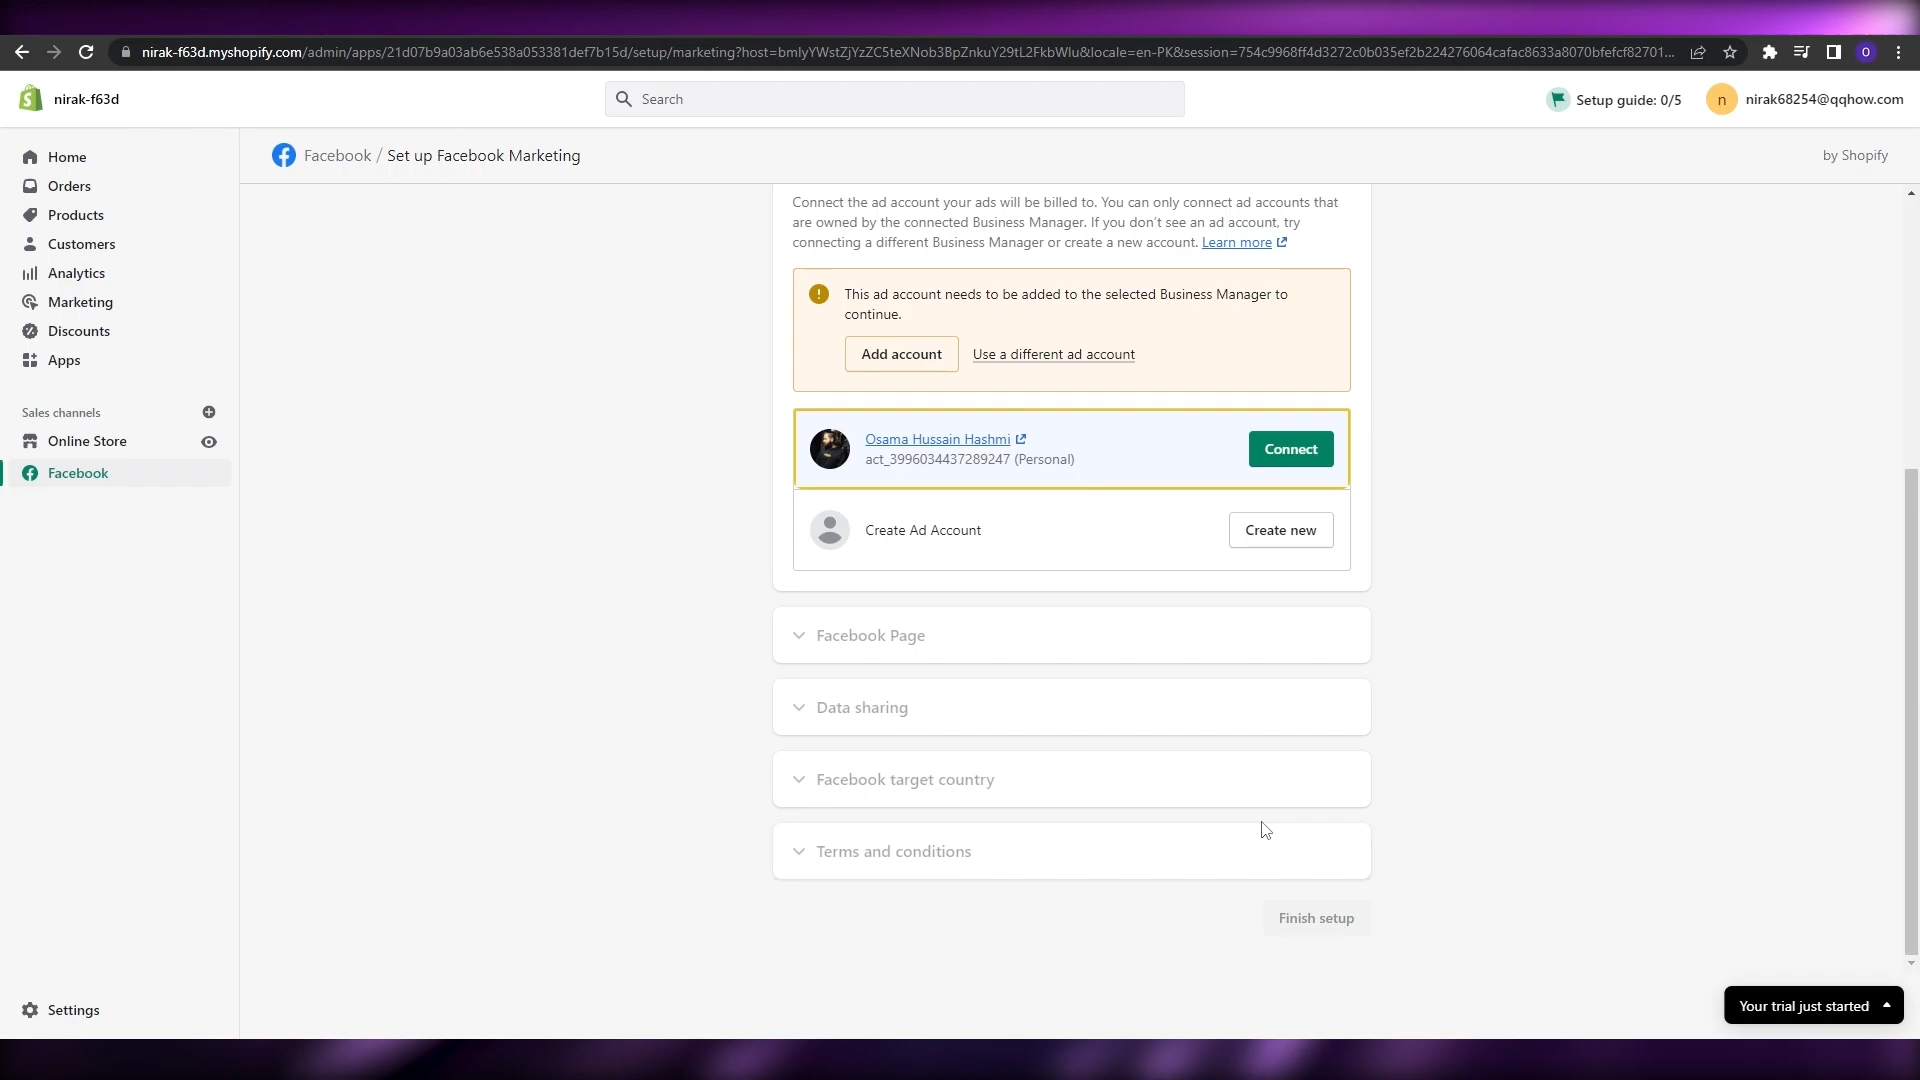 nirak-f63d.myshopify.com/admin/apps/21d07b9a03ab6e538a053381def7b15d/setup/marketing?host=bmlyYWstZjYzZC5teXNob3BpZnkuY29tL2FkbWlu&locale=en-PK&session=754c9968ff4d3272c0b035ef2b224276064cafac8633a8070bfefcf82701...
O
nirak-f63d
Search
Setup guide: 0/5
n
nirak68254@qqhow.com
Facebook / Set up Facebook Marketing
by Shopify
Home
Orders
Products
Customers
Analytics
Marketing
Discounts
Apps
Sales channels
Online Store
Facebook
Settings
Connect the ad account your ads will be billed to. You can only connect ad accounts that
are owned by the connected Business Manager. If you don't see an ad account, try
connecting a different Business Manager or create a new account. Learn more
This ad account needs to be added to the selected Business Manager to
continue.
Add account
Use a different ad account
Osama Hussain Hashmi
act_3996034437289247 (Personal)
Connect
Create Ad Account
Create new
Facebook Page
Data sharing
Facebook target country
Terms and conditions
Finish setup
Your trial just started